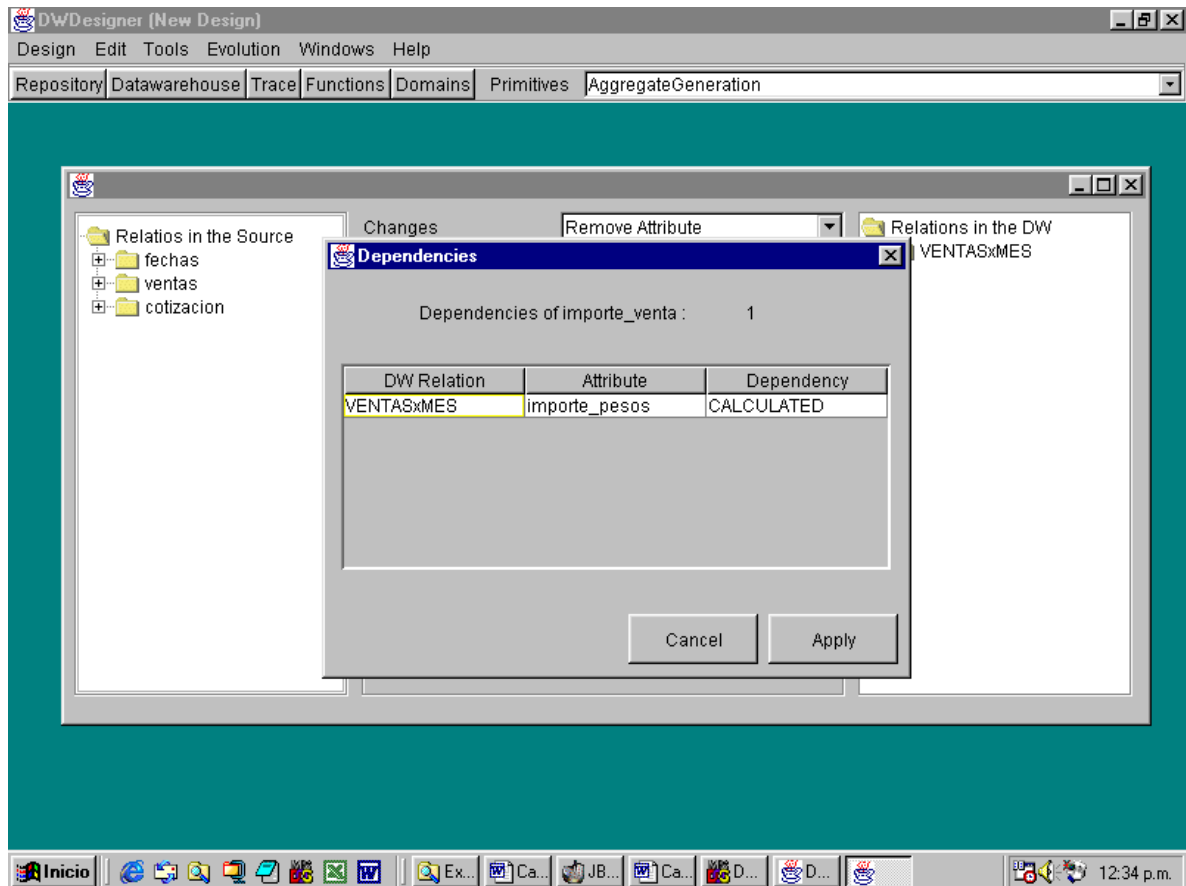 DWDesigner (New Design)
Design Edit Tools Evolution Windows Help
Repository Datawarehouse Trace Functions Domains Primitives AggregateGeneration
Relatios in the Source
fechas
ventas
cotizacion
Changes Remove Attribute
Relations in the DW
VENTASxMES
Dependencies
Dependencies of importe_venta : 1
DW Relation Attribute Dependency
VENTASxMES importe_pesos CALCULATED
Cancel Apply
Inicio Ex... Ca... JB... Ca... D... D... 12:34 p.m.